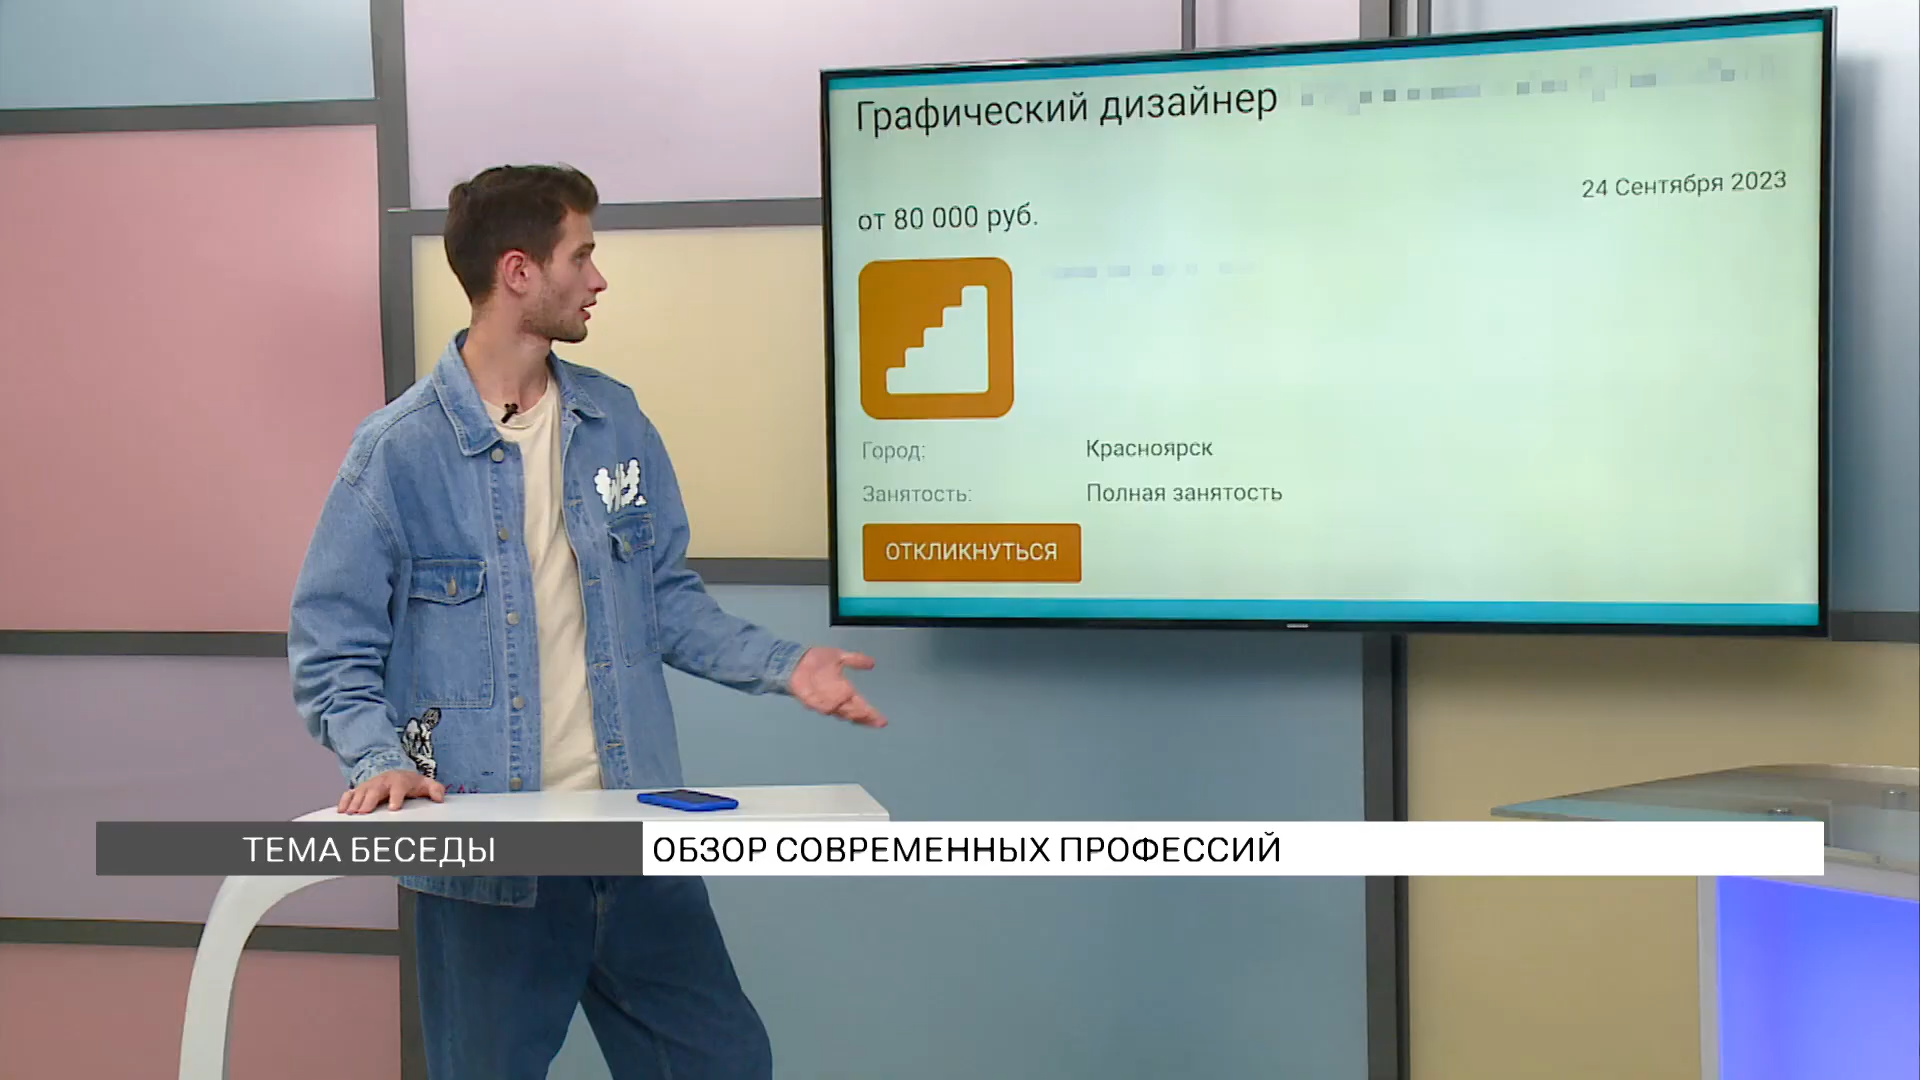 Графический дизайнер
24 Сентября 2023
от 80 000 руб.
Город: Красноярск
Занятость: Полная занятость
ОТКЛИКНУТЬСЯ
ТЕМА БЕСЕДЫ ОБЗОР СОВРЕМЕННЫХ ПРОФЕССИЙ